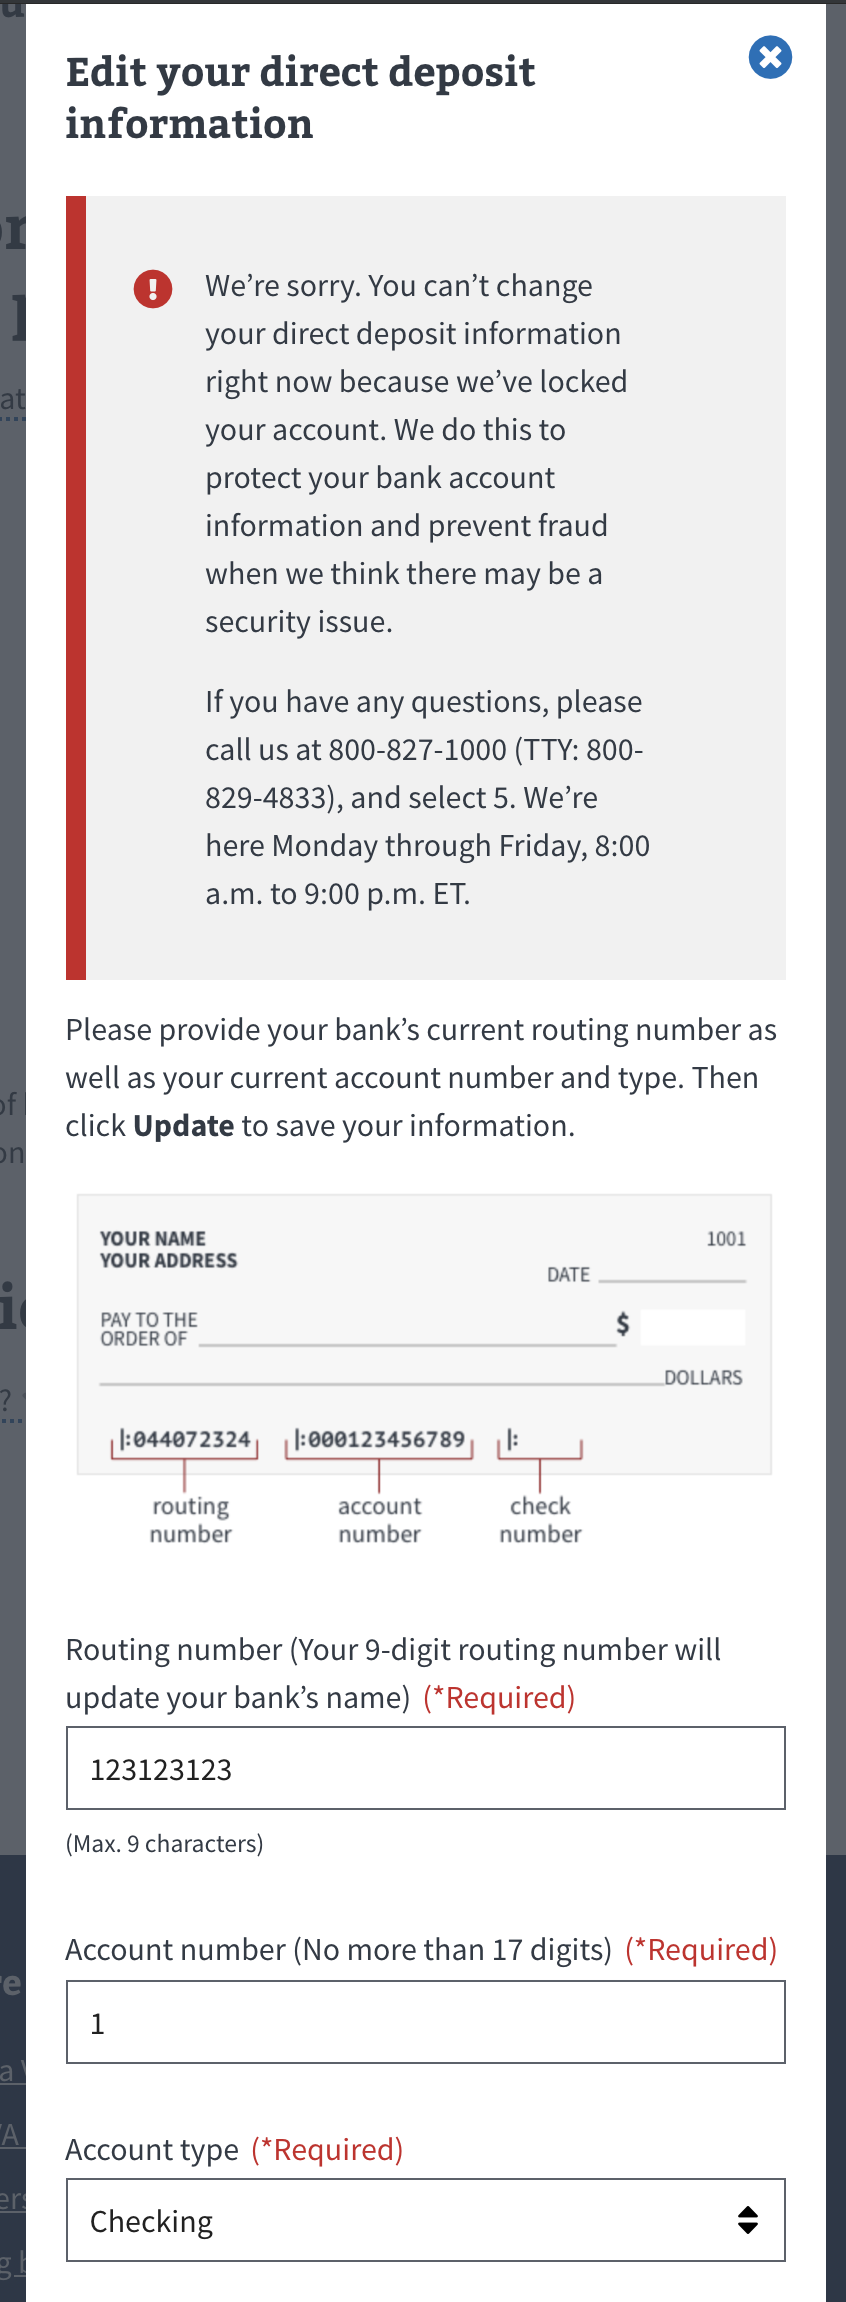 Edit your direct deposit
information
We’re sorry. You can’t change
your direct deposit information
right now because we’ve locked
your account. We do this to
protect your bank account
information and prevent fraud
when we think there may be a
security issue.
If you have any questions, please
call us at 800-827-1000 (TTY: 800-
829-4833), and select 5. We’re
here Monday through Friday, 8:00
a.m. to 9:00 p.m. ET.
Please provide your bank’s current routing number as
well as your current account number and type. Then
click Update to save your information.
YOUR NAME
YOUR ADDRESS
1001
DATE
PAY TO THE
ORDER OF
$
DOLLARS
|:044072324
|:000123456789
|:
routing
number
account
number
check
number
Routing number (Your 9-digit routing number will
update your bank’s name) (*Required)
123123123
(Max. 9 characters)
Account number (No more than 17 digits) (*Required)
1
Account type (*Required)
Checking